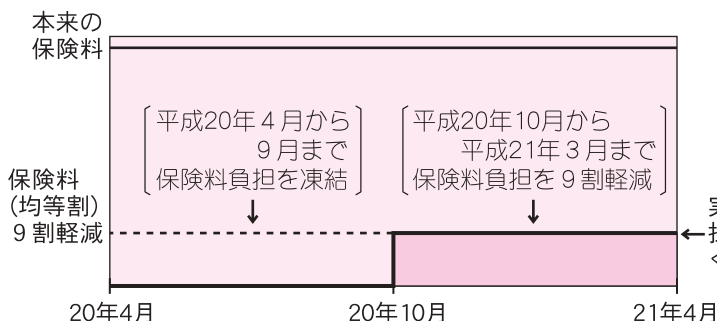 本来の
保険料
平成20年4月から
9月まで
保険料負担を凍結
平成20年10月から
平成21年3月まで
保険料負担を9割軽減
保険料
(均等割)
9割軽減
20年4月
20年10月
21年4月